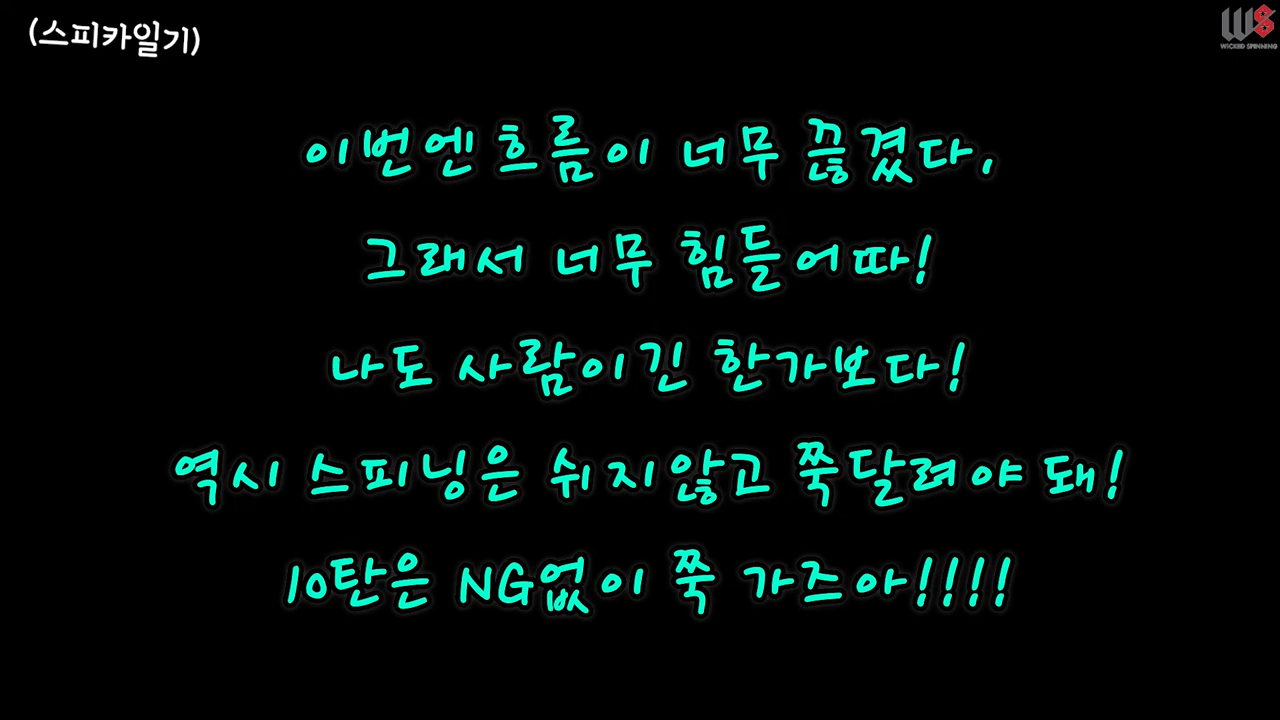 (스피카일기)
WS
WICKED SPINNING
이번엔 흐름이 너무 끊겼다,
그래서 너무 힘들어따!
나도 사람이긴 한가보다!
역시 스피닝은 쉬지않고 쭉달려야 돼!
10탄은 NG없이 쭉 가즈아!!!!